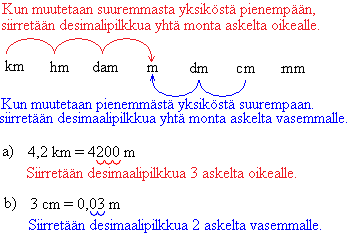 Kun muutetaan suuremmasta yksiköstä pienempään,
siirretään desimalipilkkua yhtä monta askelta oikealle.
km hm dam m dm cm mm
Kun muutetaan pienemmästä yksiköstä suurempaan.
siirretään desimaalipilkkua yhtä monta askelta vasemmalle.
a) 4,2 km = 4200 m
Siirretään desimaalipilkkua 3 askelta oikealle.
b) 3 cm = 0,03 m
Siirretään desimaalipilkkua 2 askelta vasemmalle.